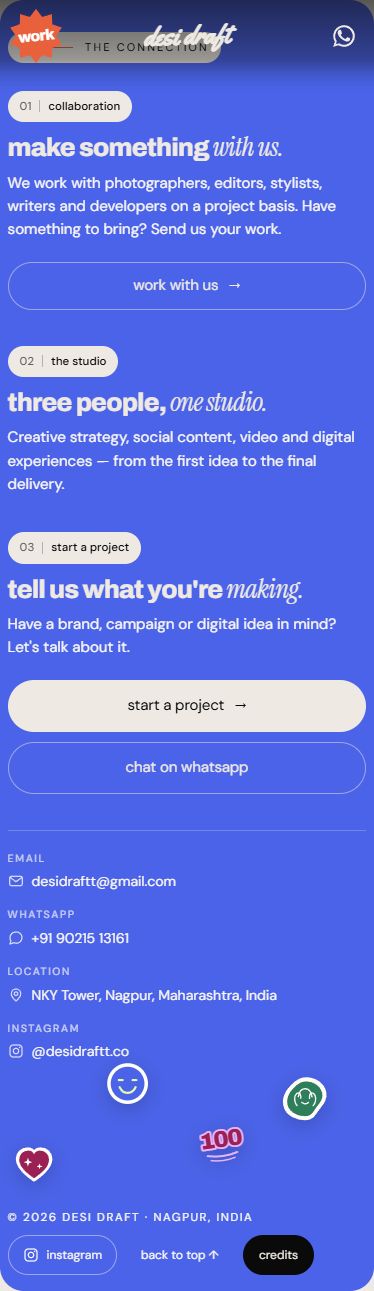 work
desi draft
THE CONNECTION
01 | collaboration
make something with us.
We work with photographers, editors, stylists,
writers and developers on a project basis. Have
something to bring? Send us your work.
work with us →
02 | the studio
three people, one studio.
Creative strategy, social content, video and digital
experiences — from the first idea to the final
delivery.
03 | start a project
tell us what you're making.
Have a brand, campaign or digital idea in mind?
Let's talk about it.
start a project →
chat on whatsapp
EMAIL
desidraftt@gmail.com
WHATSAPP
+91 90215 13161
LOCATION
NKY Tower, Nagpur, Maharashtra, India
INSTAGRAM
@desidraftt.co
100
© 2026 DESI DRAFT · NAGPUR, INDIA
instagram
back to top ↑
credits